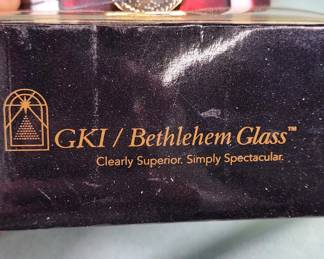 GKI / Bethlehem Glass™
Clearly Superior. Simply Spectacular.